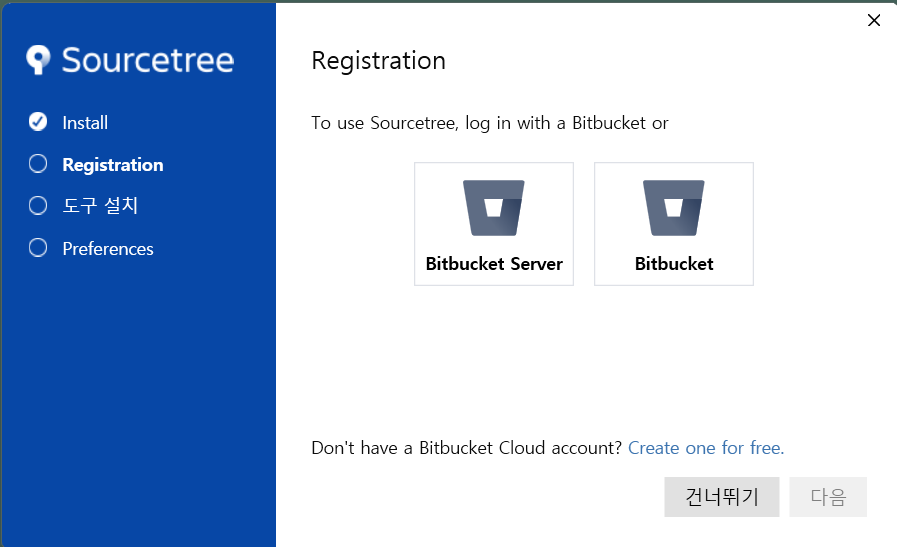 Sourcetree
Install
Registration
도구 설치
Preferences
Registration
To use Sourcetree, log in with a Bitbucket or
Bitbucket Server
Bitbucket
Don't have a Bitbucket Cloud account? Create one for free.
건너뛰기
다음